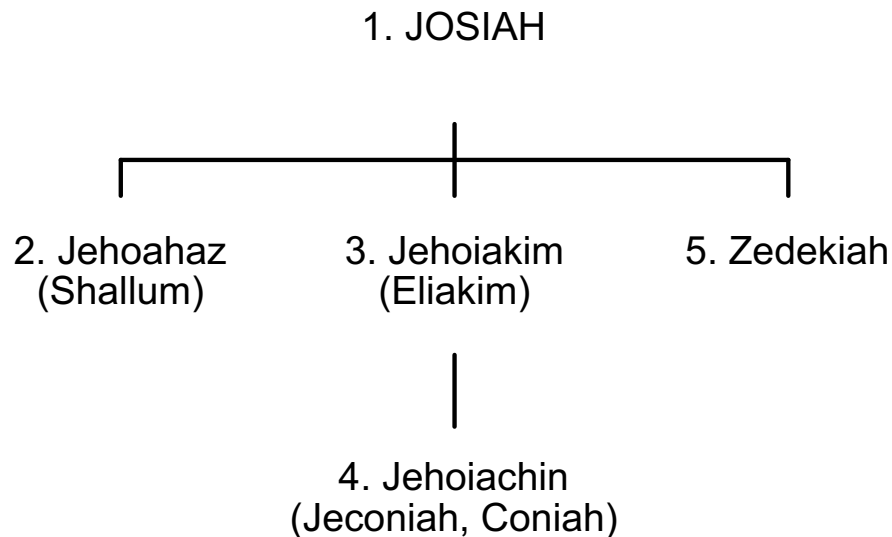 1. JOSIAH
2. Jehoahaz
(Shallum)
3. Jehoiakim
(Eliakim)
5. Zedekiah
4. Jehoiachin
(Jeconiah, Coniah)